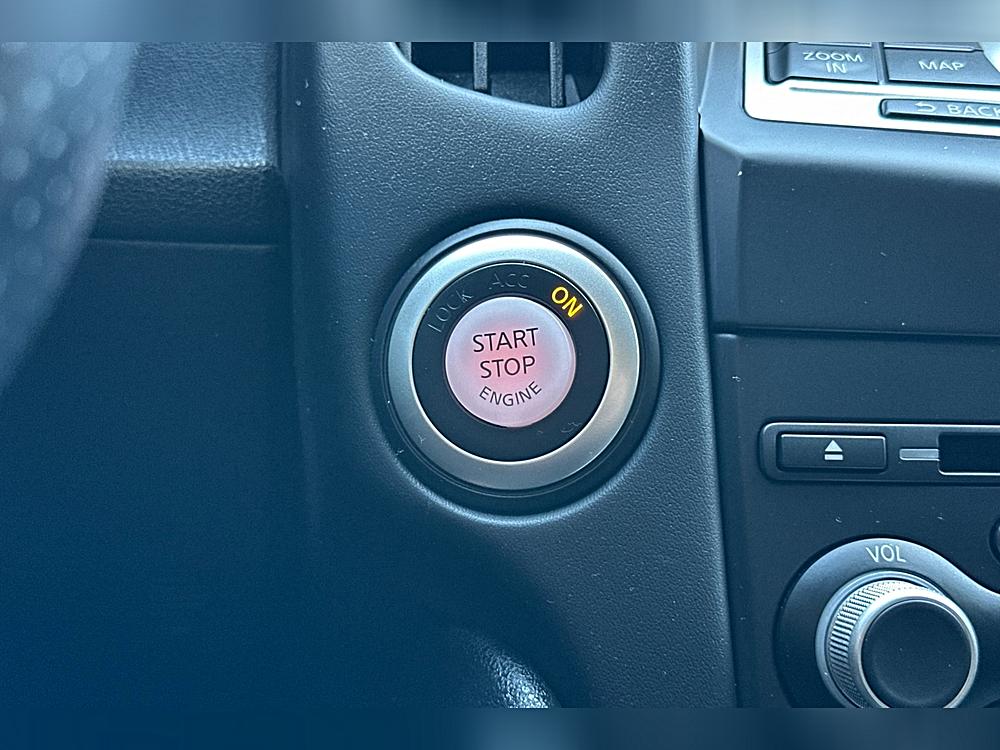 ZOOM
IN
MAP
BACK
LOCK ACC ON
START
STOP
ENGINE
VOL